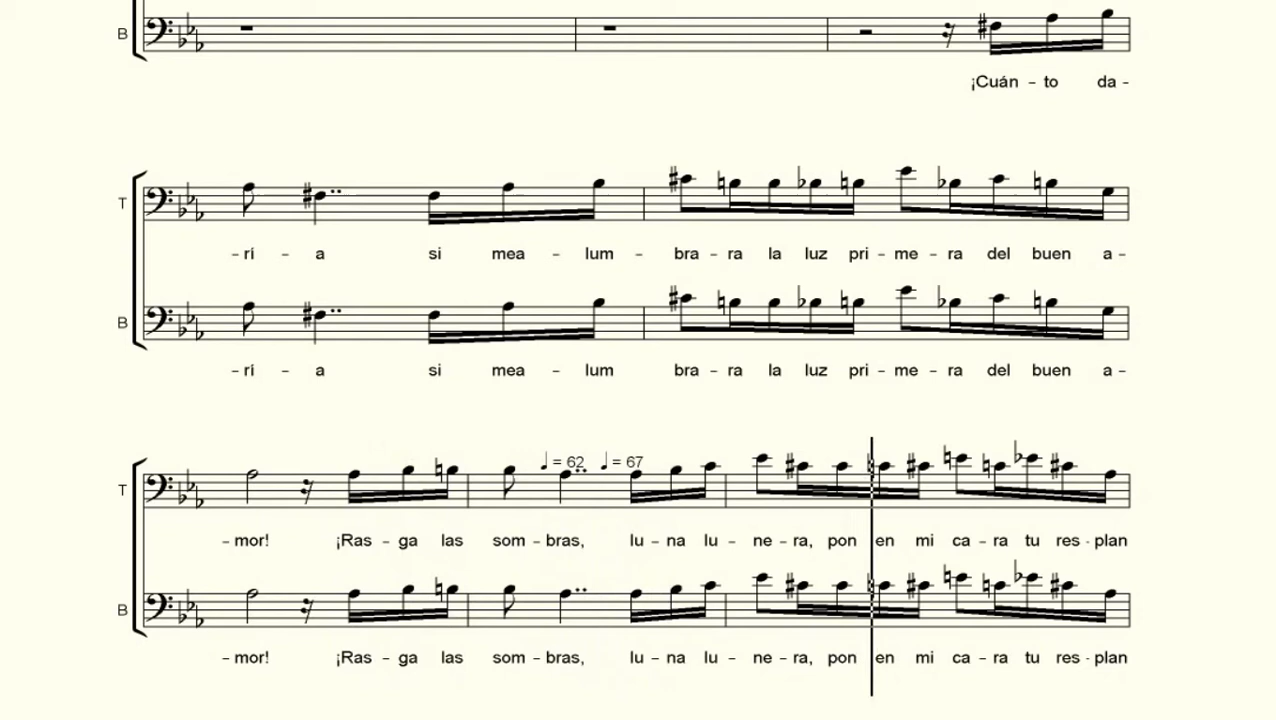 B
¡Cuán – to da -
T
– rí – a si mea – lum – bra – ra la luz pri – me – ra del buen a -
B
– rí – a si mea – lum bra – ra la luz pri – me – ra del buen a -
♩ = 62 ♩ = 67
T
– mor! ¡Ras – ga las som – bras, lu - na lu – ne – ra, pon en mi ca – ra tu res - plan
B
– mor! ¡Ras – ga las som – bras, lu – na lu – ne – ra, pon en mi ca – ra tu res - plan